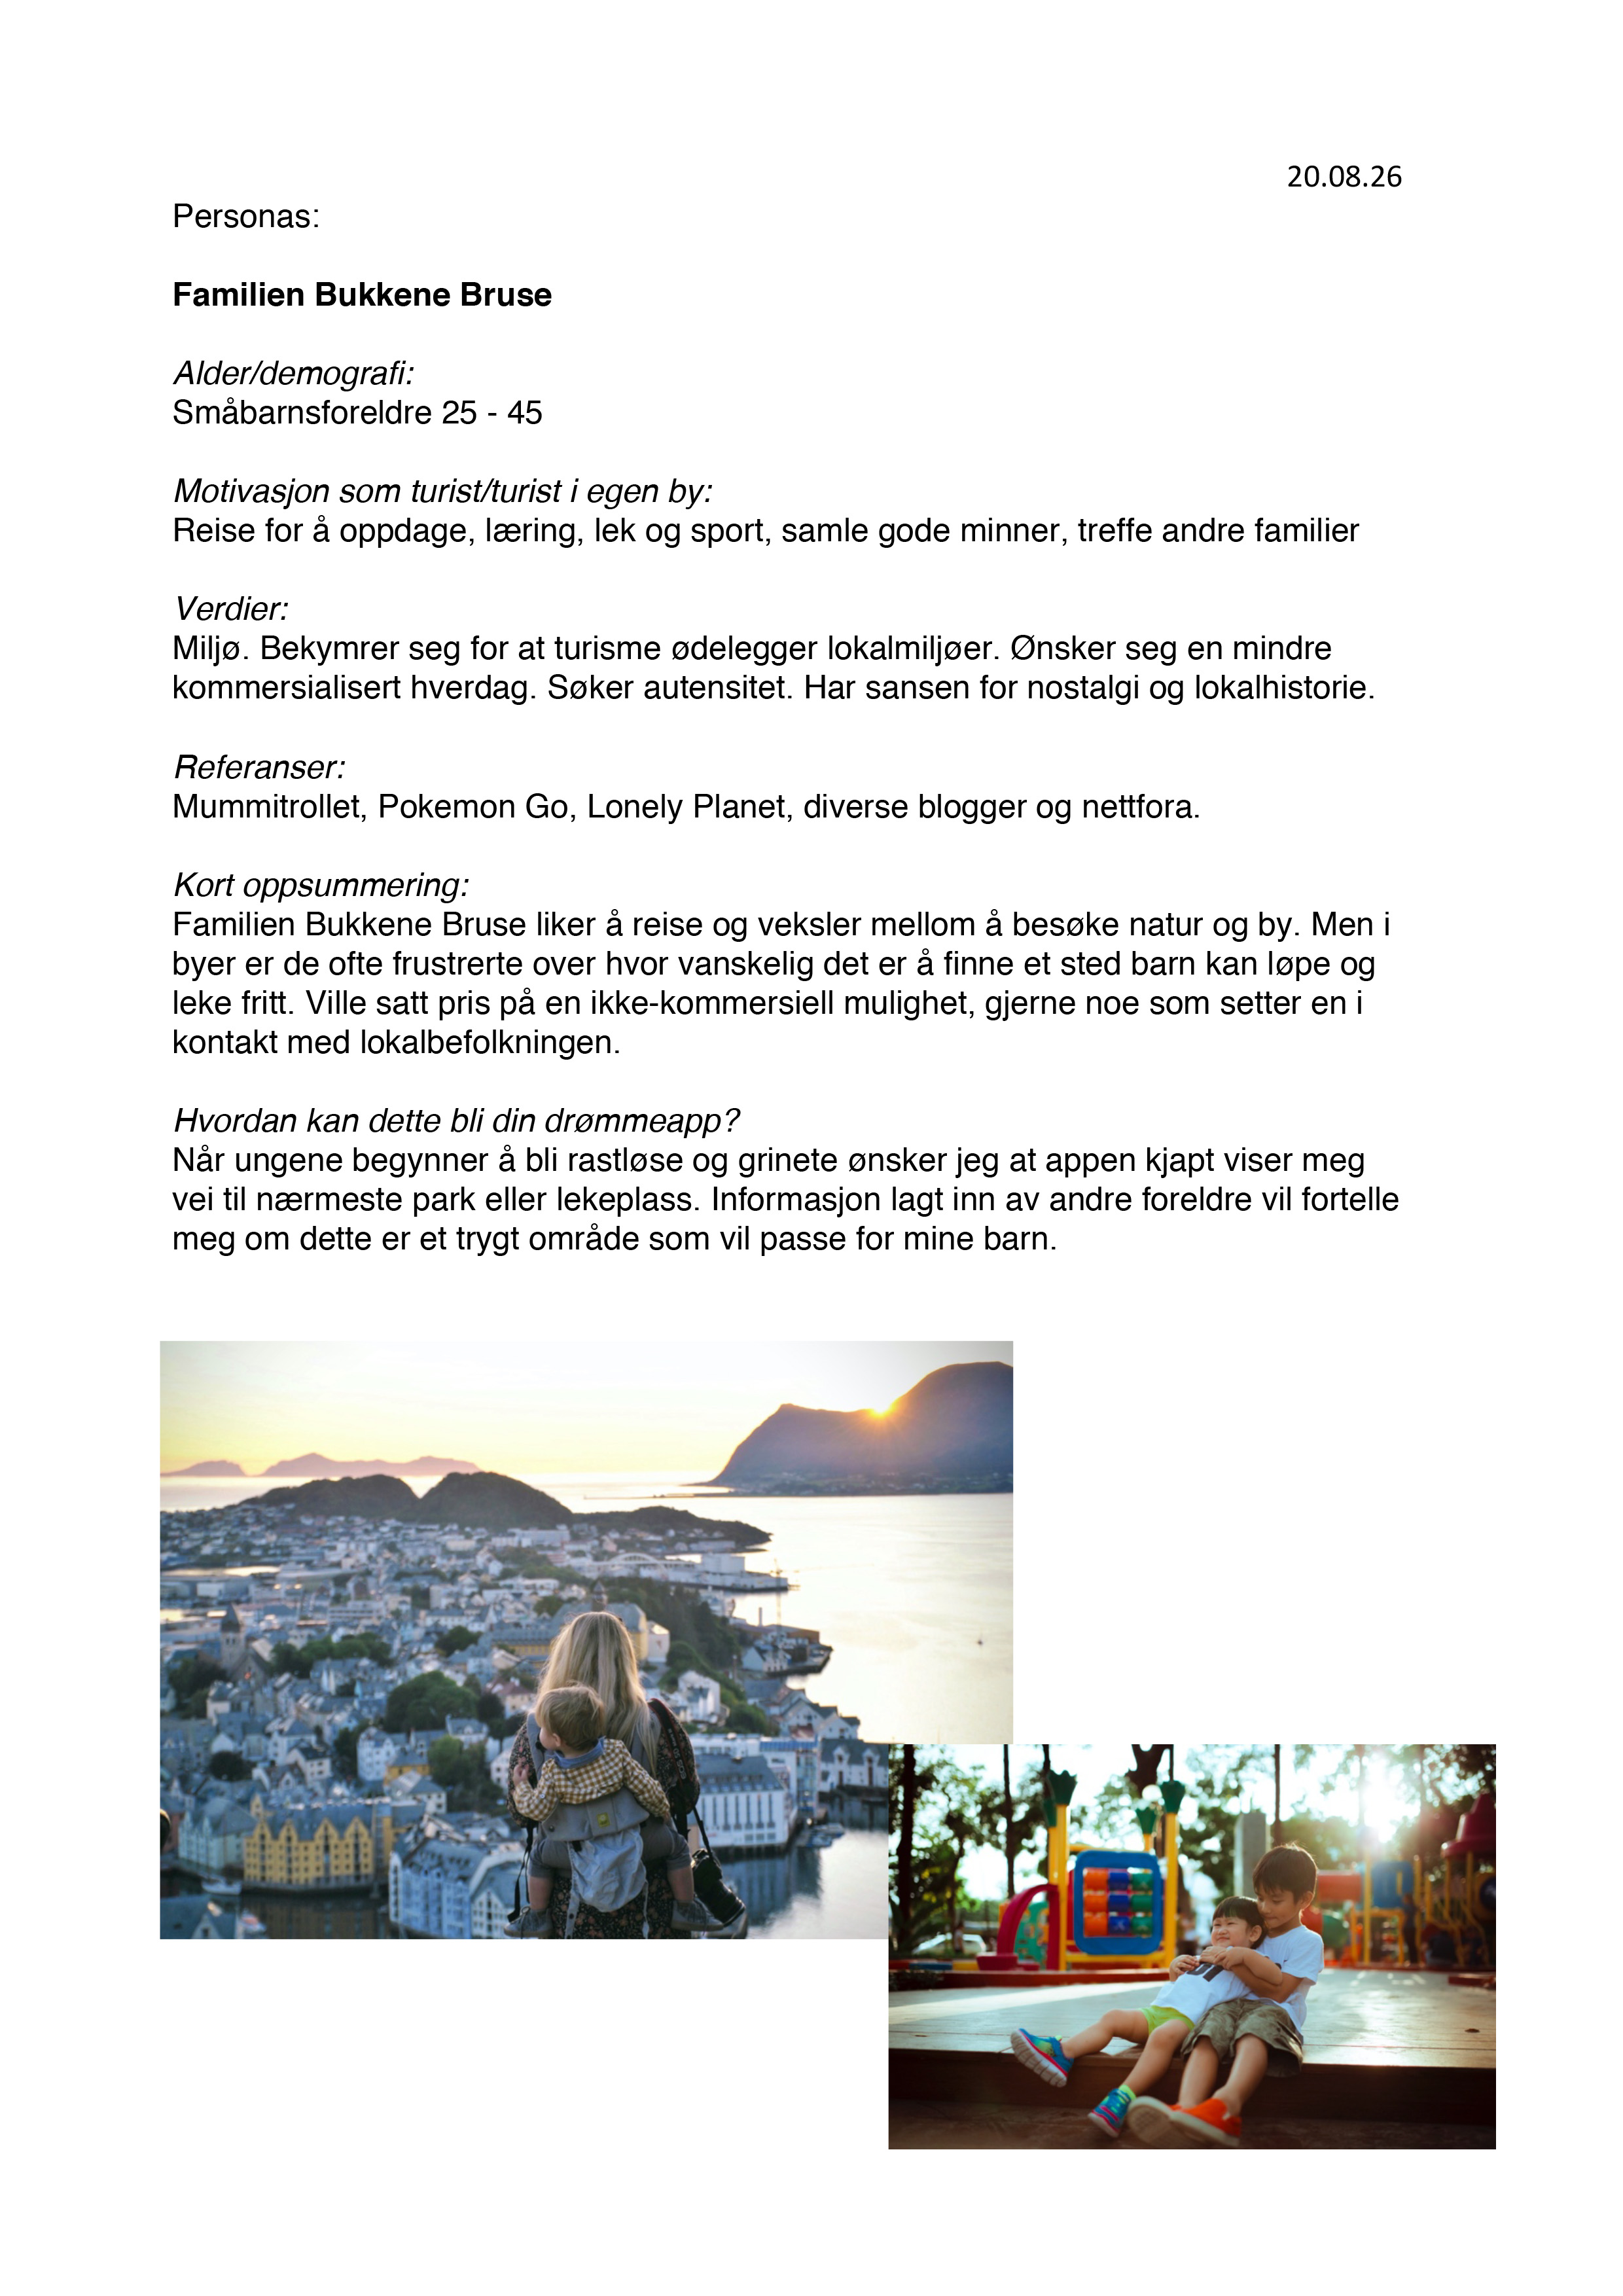 20.08.26
Personas:
Familien Bukkene Bruse
Alder/demografi:
Småbarnsforeldre 25 - 45
Motivasjon som turist/turist i egen by:
Reise for å oppdage, læring, lek og sport, samle gode minner, treffe andre familier
Verdier:
Miljø. Bekymrer seg for at turisme ødelegger lokalmiljøer. Ønsker seg en mindre
kommersialisert hverdag. Søker autensitet. Har sansen for nostalgi og lokalhistorie.
Referanser:
Mummitrollet, Pokemon Go, Lonely Planet, diverse blogger og nettfora.
Kort oppsummering:
Familien Bukkene Bruse liker å reise og veksler mellom å besøke natur og by. Men i
byer er de ofte frustrerte over hvor vanskelig det er å finne et sted barn kan løpe og
leke fritt. Ville satt pris på en ikke-kommersiell mulighet, gjerne noe som setter en i
kontakt med lokalbefolkningen.
Hvordan kan dette bli din drømmeapp?
Når ungene begynner å bli rastløse og grinete ønsker jeg at appen kjapt viser meg
vei til nærmeste park eller lekeplass. Informasjon lagt inn av andre foreldre vil fortelle
meg om dette er et trygt område som vil passe for mine barn.